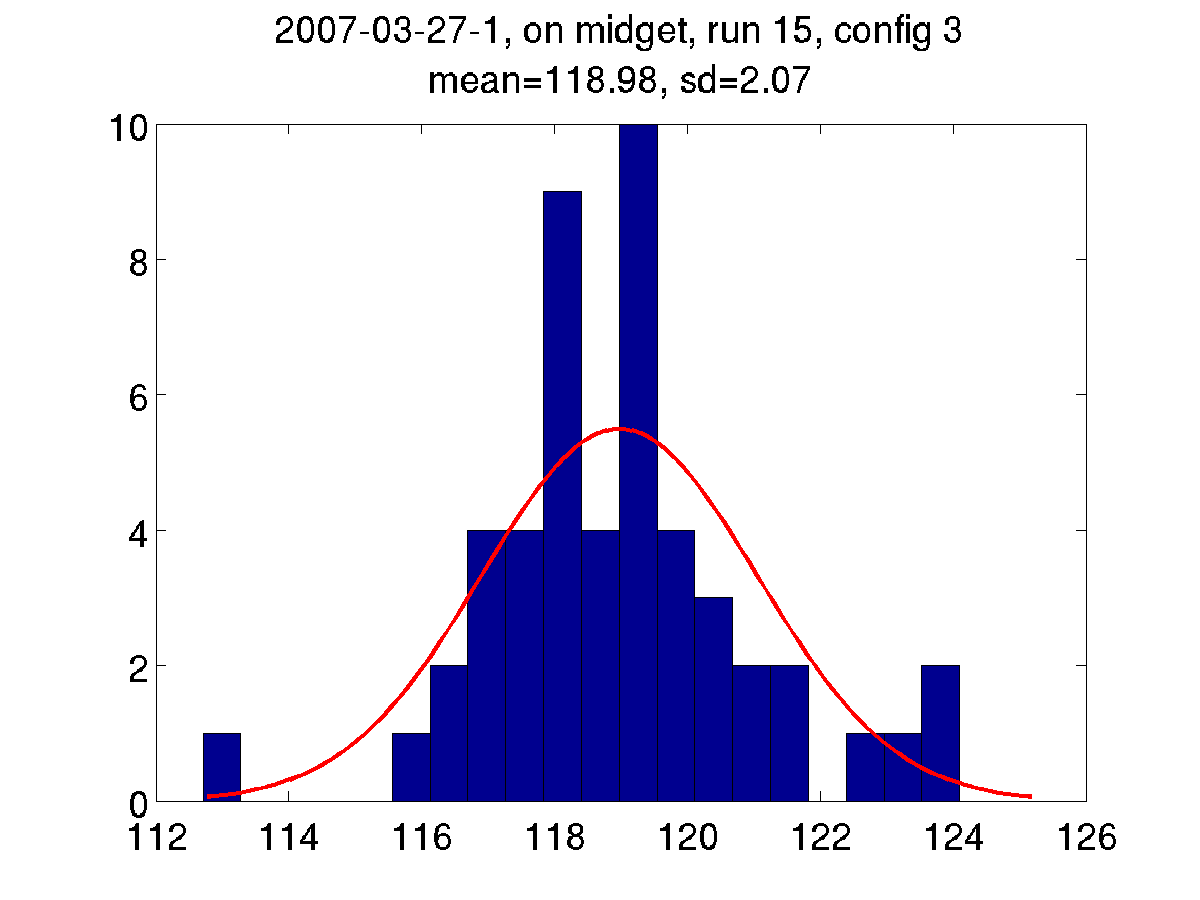 2007-03-27-1, on midget, run 15, config 3
mean=118.98, sd=2.07
10
8
6
4
2
0
112 114 116 118 120 122 124 126